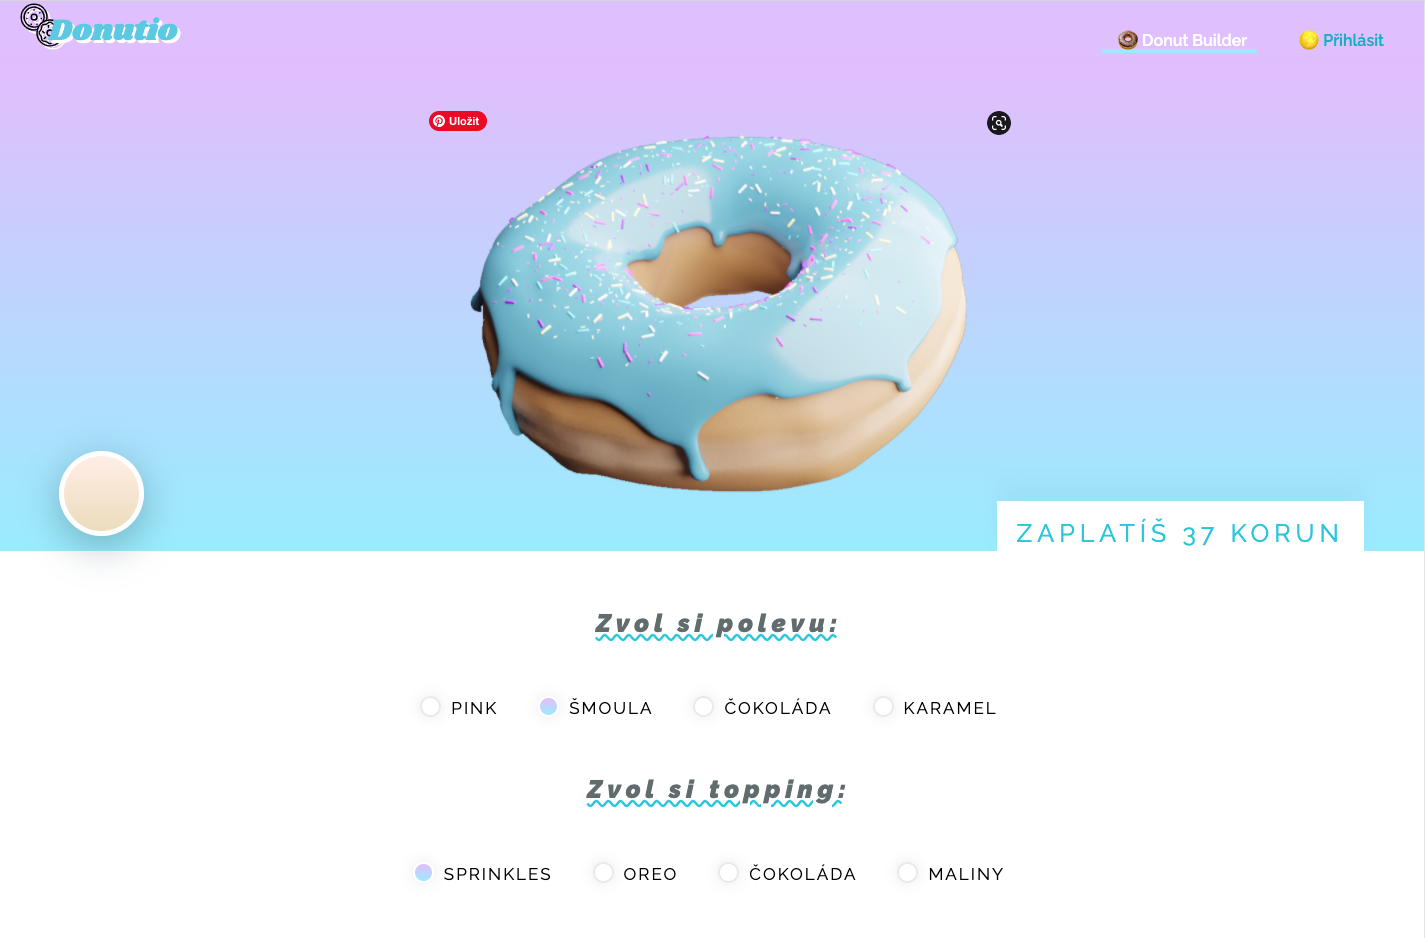 Donutio
Donut Builder
Přihlásit
Uložit
ZAPLATÍŠ 37 KORUN
Zvol si polevu:
PINK ŠMOULA ČOKOLÁDA KARAMEL
Zvol si topping:
SPRINKLES OREO ČOKOLÁDA MALINY